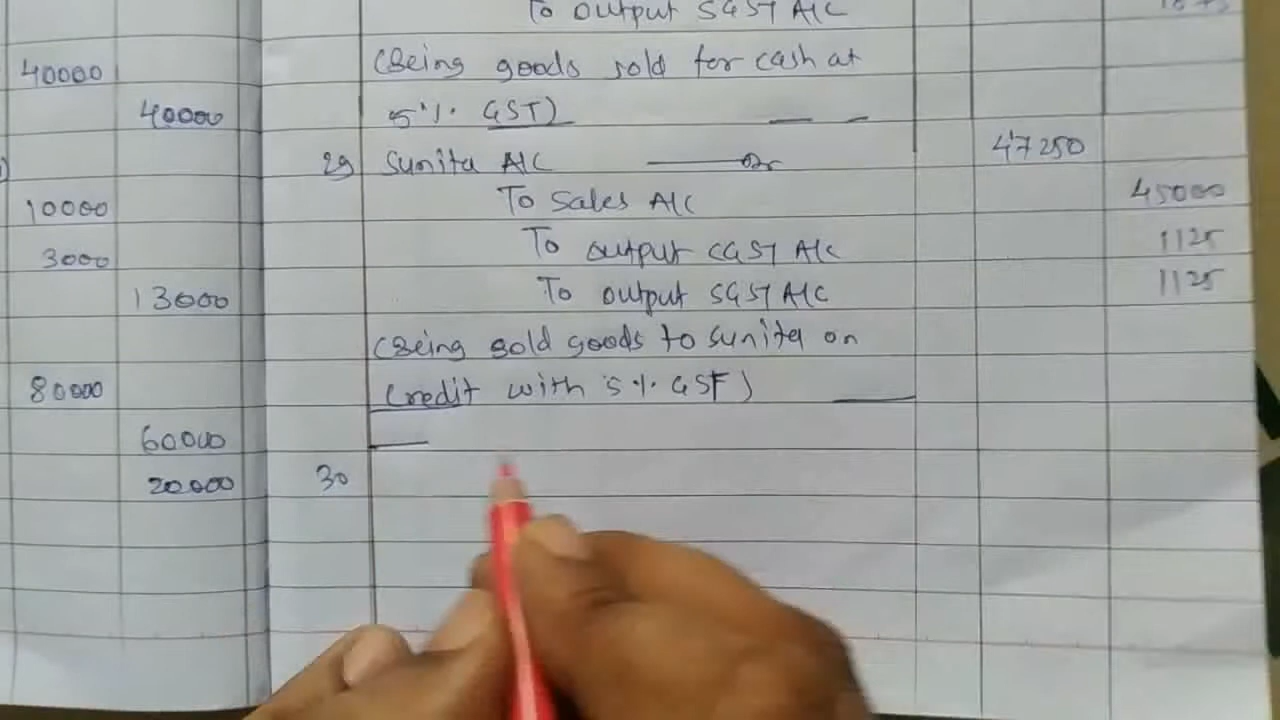 To output SGST A/C
40000 (Being goods sold for cash at
40000 5%. GST)
29 Sunita A/C Dr 47250
10000 To Sales A/C 45000
3000 To output CGST A/C 1125
13000 To output SGST A/C 1125
(Being sold goods to sunita on
80000 Credit with 5% GST)
60000
20000 30